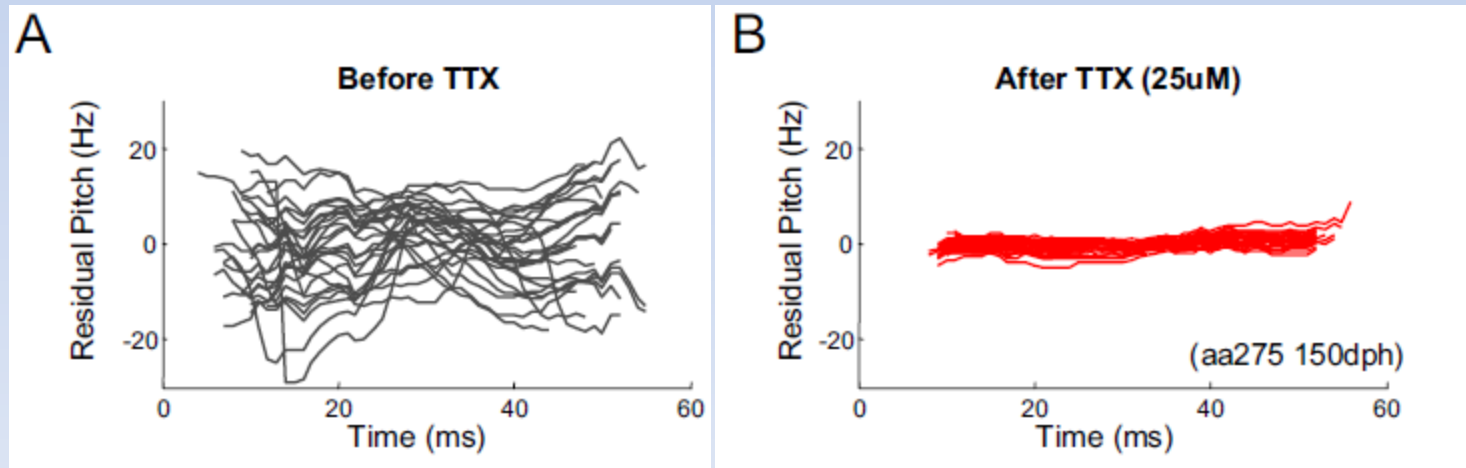 A
Before TTX
Residual Pitch (Hz)
20
0
-20
0 20 40 60
Time (ms)
B
After TTX (25uM)
Residual Pitch (Hz)
20
0
-20
(aa275 150dph)
0 20 40 60
Time (ms)